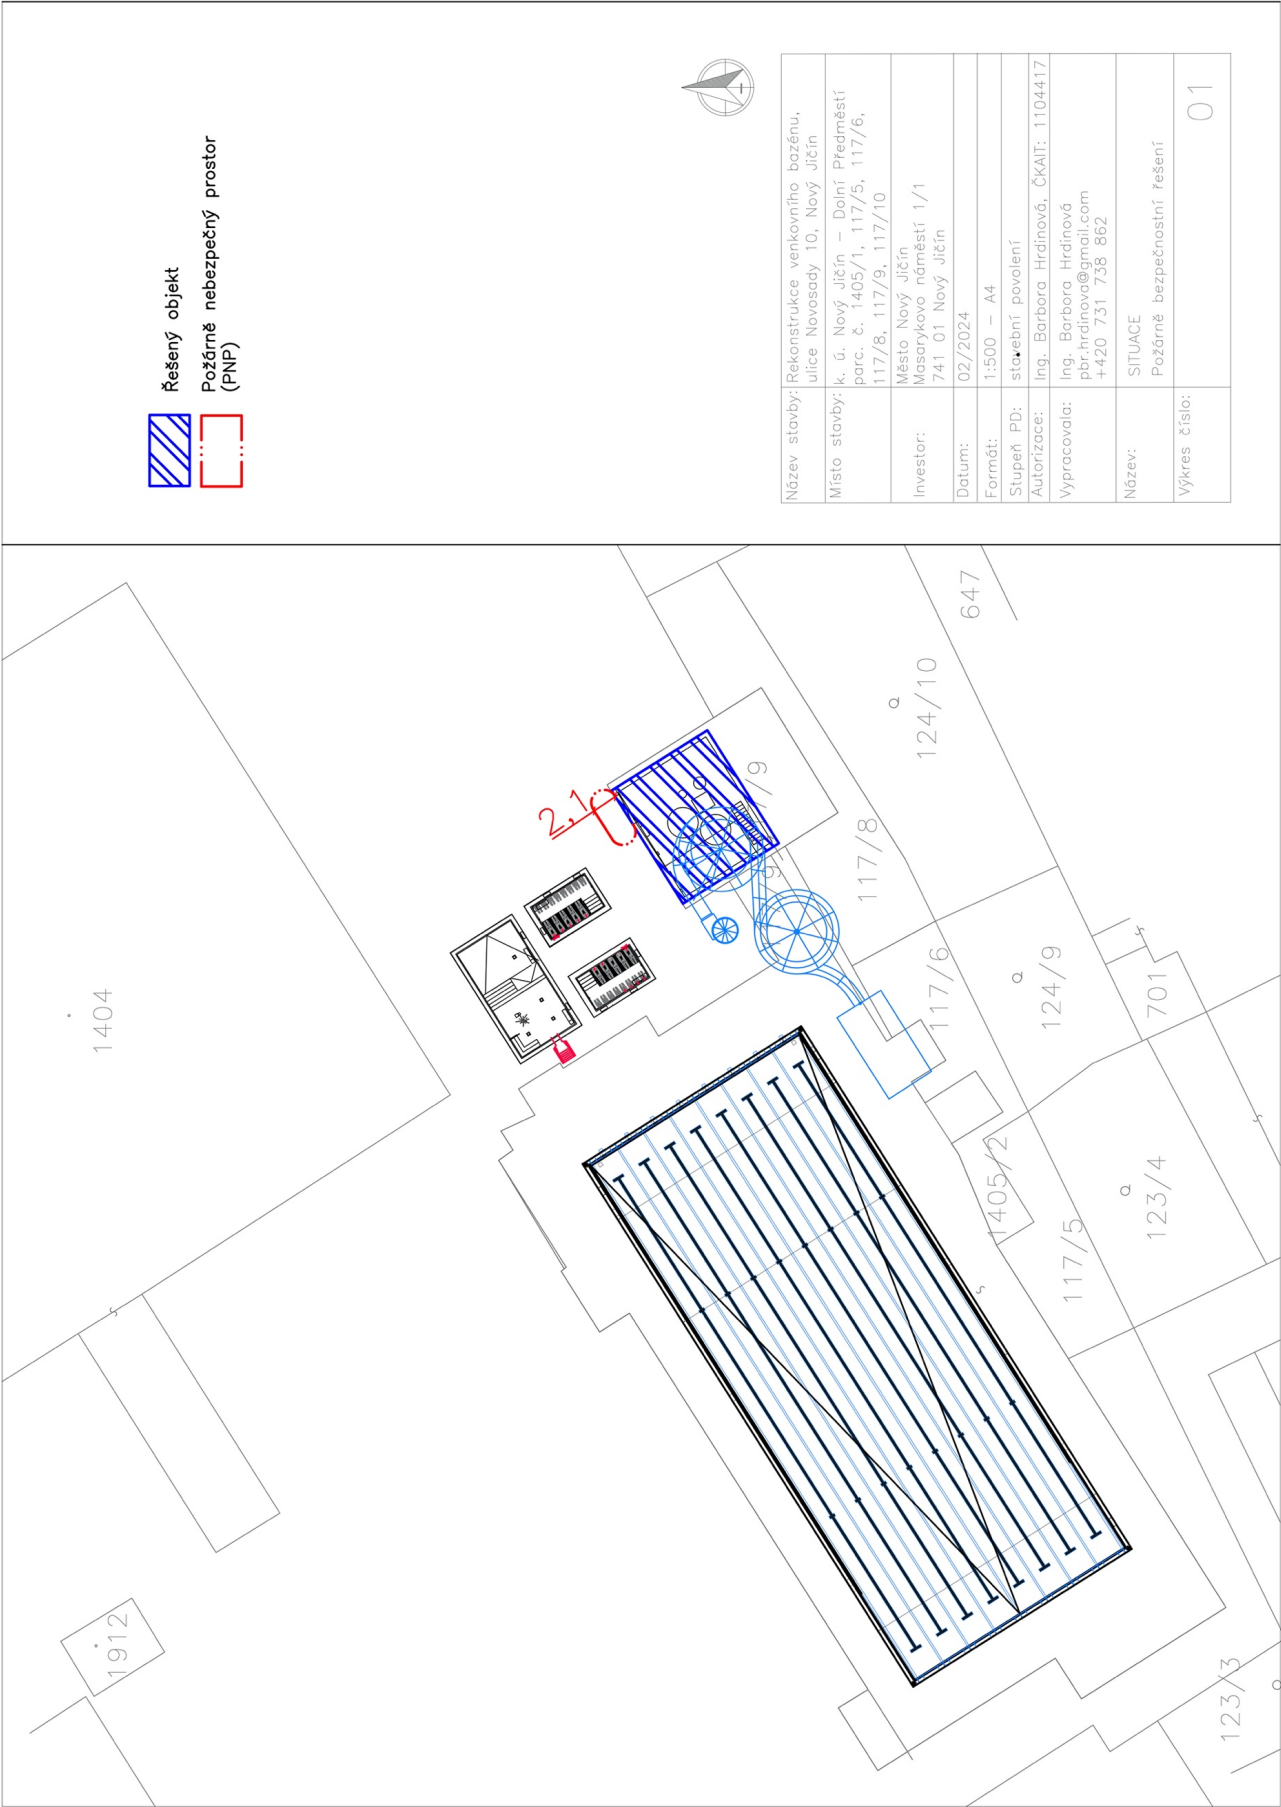 Řešený objekt
Požárně nebezpečný prostor
(PNP)
Název stavby: Rekonstrukce venkovního bazénu,
ulice Novosady 10, Nový Jičín
Místo stavby: k. ú. Nový Jičín – Dolní Předměstí
parc. č. 1405/1, 117/5, 117/6,
117/8, 117/9, 117/10
Investor: Město Nový Jičín
Masarykovo náměstí 1/1
741 01 Nový Jičín
Datum: 02/2024
Formát: 1:500 – A4
Stupeň PD: stavební povolení
Autorizace: Ing. Barbora Hrdinová, ČKAIT: 1104417
Vypracovala: Ing. Barbora Hrdinová
pbr.hrdinova@gmail.com
+420 731 738 862
Název: SITUACE
Požárně bezpečnostní řešení
Výkres číslo: 01
1404
1912
2,1
647
124/10
117/8
117/6
124/9
701
1405/2
117/5
123/4
123/3